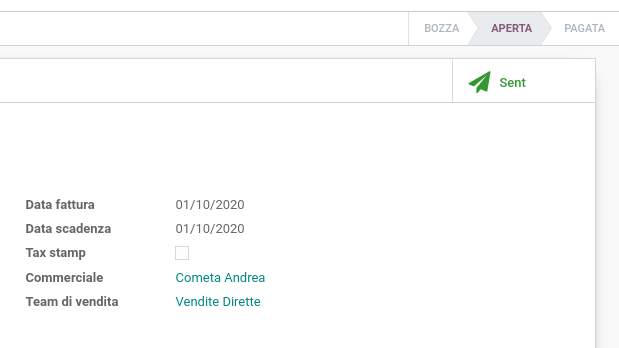 BOZZA APERTA PAGATA
Sent
Data fattura 01/10/2020
Data scadenza 01/10/2020
Tax stamp
Commerciale Cometa Andrea
Team di vendita Vendite Dirette